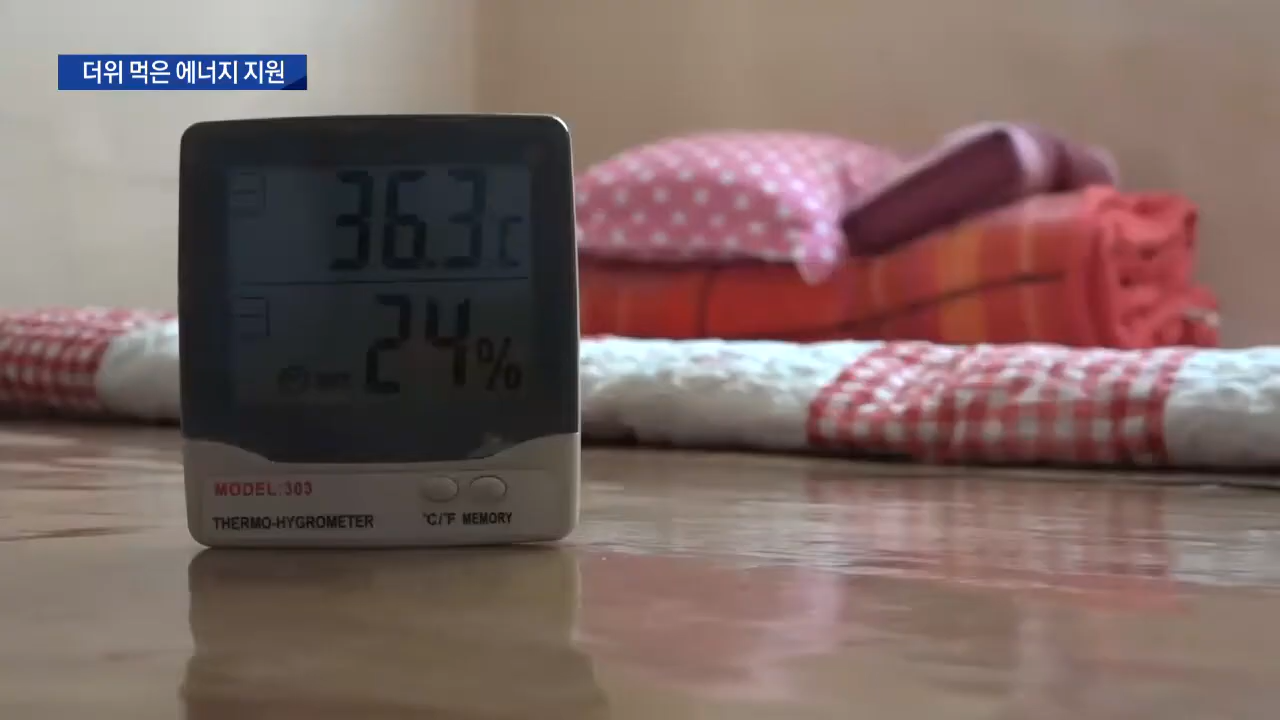 더위 먹은 에너지 지원
36.3°C
24%
MODEL:303
THERMO-HYGROMETER
°C/°F MEMORY